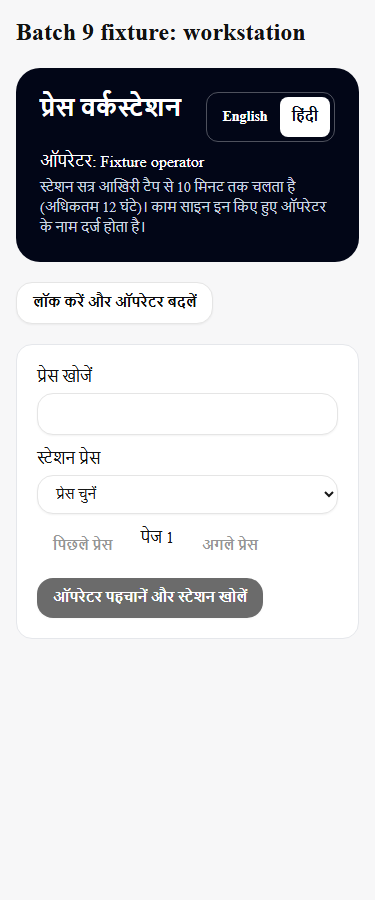 Batch 9 fixture: workstation
प्रेस वर्कस्टेशन
English
हिंदी
ऑपरेटर: Fixture operator
स्टेशन सत्र आखिरी टैप से 10 मिनट तक चलता है
(अधिकतम 12 घंटे)। काम साइन इन किए हुए ऑपरेटर
के नाम दर्ज होता है।
लॉक करें और ऑपरेटर बदलें
प्रेस खोजें
स्टेशन प्रेस
प्रेस चुनें
पिछले प्रेस
पेज 1
अगले प्रेस
ऑपरेटर पहचानें और स्टेशन खोलें